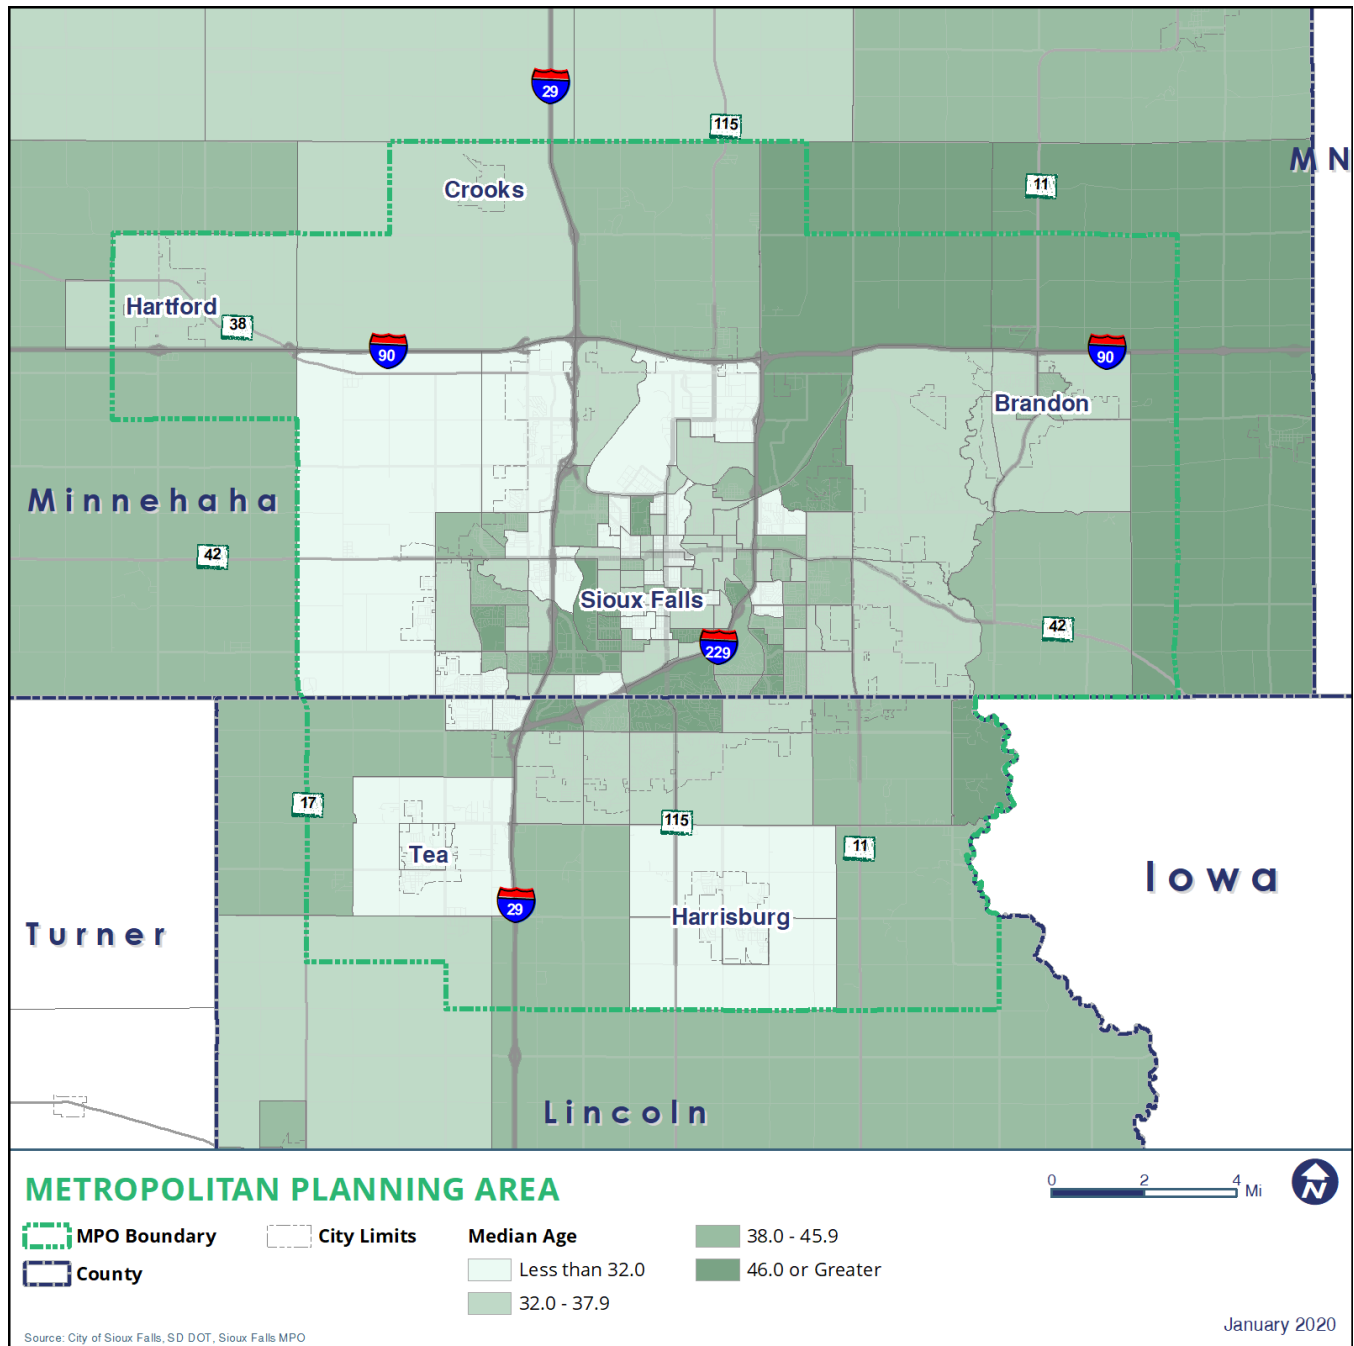 29
115
MN
11
Crooks
Hartford
38
90
90
Brandon
Minnehaha
42
Sioux Falls
42
229
17
115
11
Tea
Iowa
29
Harrisburg
Turner
Lincoln
METROPOLITAN PLANNING AREA
0 2 4 Mi
N
MPO Boundary
City Limits
Median Age
38.0 - 45.9
County
Less than 32.0
46.0 or Greater
32.0 - 37.9
January 2020
Source: City of Sioux Falls, SD DOT, Sioux Falls MPO